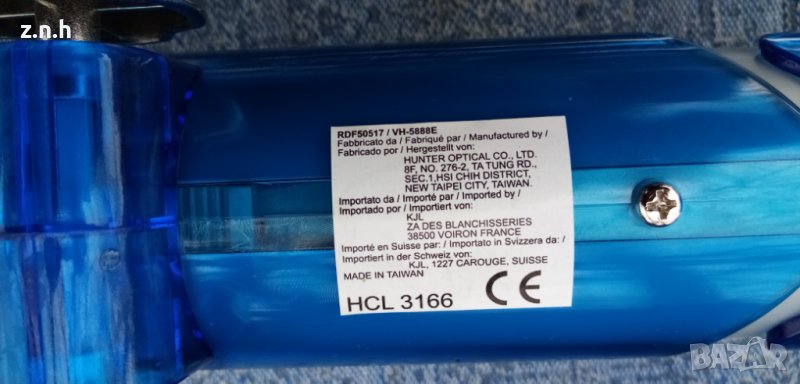 z.n.h
RDF50517 / VH-5888E
Fabbricato da / Fabriqué par / Manufactured by /
Fabricado por / Hergestellt von:
HUNTER OPTICAL CO., LTD.
8F, NO. 276-2, TA TUNG RD.,
SEC.1,HSI CHIH DISTRICT,
NEW TAIPEI CITY, TAIWAN.
Importato da / Importé par / Imported by /
Importado por / Importiert von:
KJL
ZA DES BLANCHISSERIES
38500 VOIRON FRANCE
Importé en Suisse par: / Importato in Svizzera da: /
Importiert in der Schweiz von:
KJL, 1227 CAROUGE, SUISSE
MADE IN TAIWAN
HCL 3166 CE
BAZAR